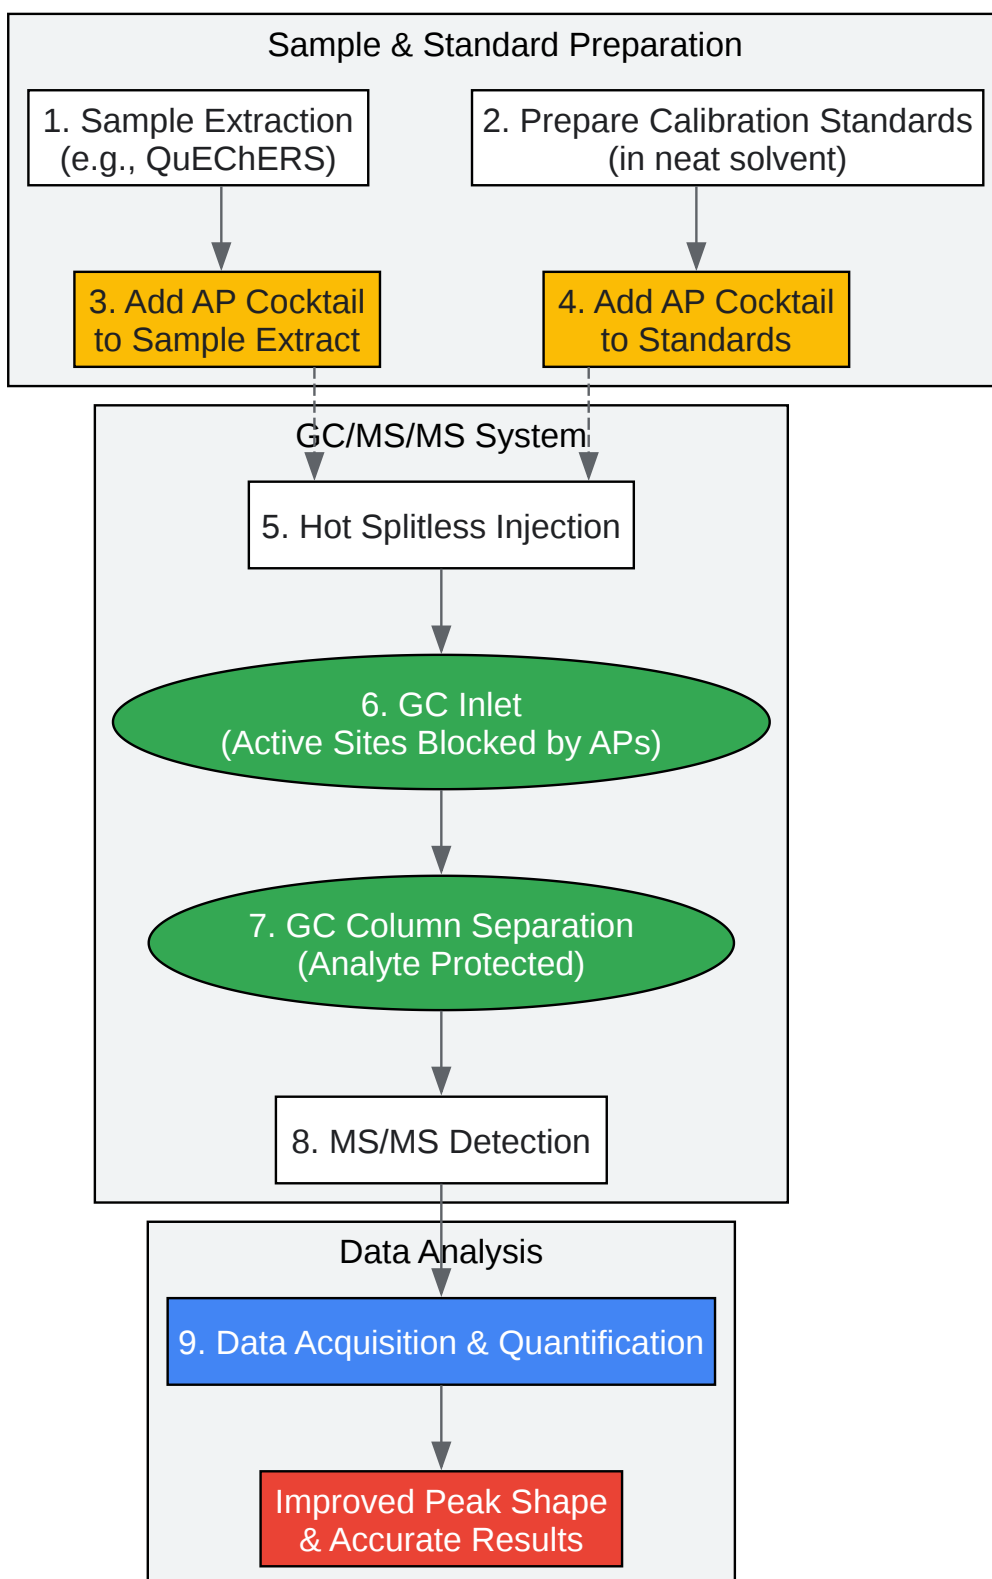 Sample & Standard Preparation
1. Sample Extraction
(e.g., QuEChERS)
2. Prepare Calibration Standards
(in neat solvent)
3. Add AP Cocktail
to Sample Extract
4. Add AP Cocktail
to Standards
GC/MS/MS System
5. Hot Splitless Injection
6. GC Inlet
(Active Sites Blocked by APs)
7. GC Column Separation
(Analyte Protected)
8. MS/MS Detection
Data Analysis
9. Data Acquisition & Quantification
Improved Peak Shape
& Accurate Results